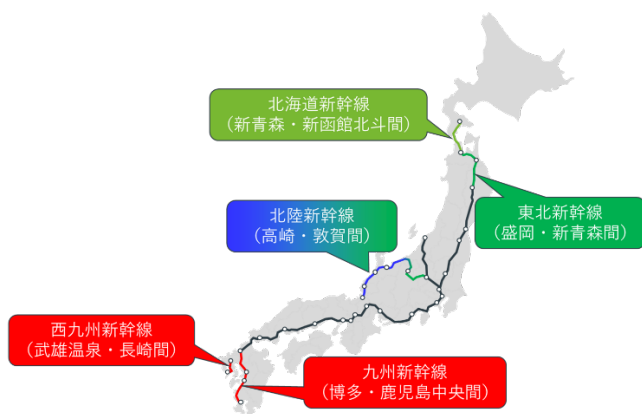 北海道新幹線
（新青森・新函館北斗間）
東北新幹線
（盛岡・新青森間）
北陸新幹線
（高崎・敦賀間）
西九州新幹線
（武雄温泉・長崎間）
九州新幹線
（博多・鹿児島中央間）